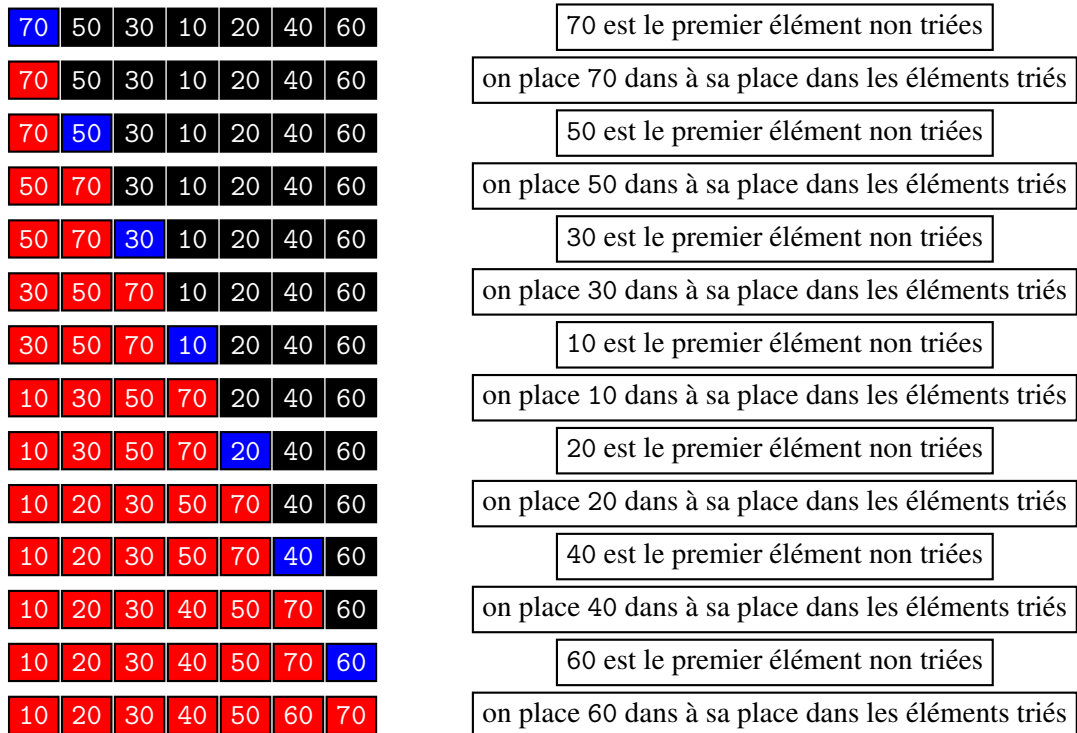 70 50 30 10 20 40 60 70 est le premier élément non triées
70 50 30 10 20 40 60 on place 70 dans à sa place dans les éléments triés
70 50 30 10 20 40 60 50 est le premier élément non triées
50 70 30 10 20 40 60 on place 50 dans à sa place dans les éléments triés
50 70 30 10 20 40 60 30 est le premier élément non triées
30 50 70 10 20 40 60 on place 30 dans à sa place dans les éléments triés
30 50 70 10 20 40 60 10 est le premier élément non triées
10 30 50 70 20 40 60 on place 10 dans à sa place dans les éléments triés
10 30 50 70 20 40 60 20 est le premier élément non triées
10 20 30 50 70 40 60 on place 20 dans à sa place dans les éléments triés
10 20 30 50 70 40 60 40 est le premier élément non triées
10 20 30 40 50 70 60 on place 40 dans à sa place dans les éléments triés
10 20 30 40 50 70 60 60 est le premier élément non triées
10 20 30 40 50 60 70 on place 60 dans à sa place dans les éléments triés